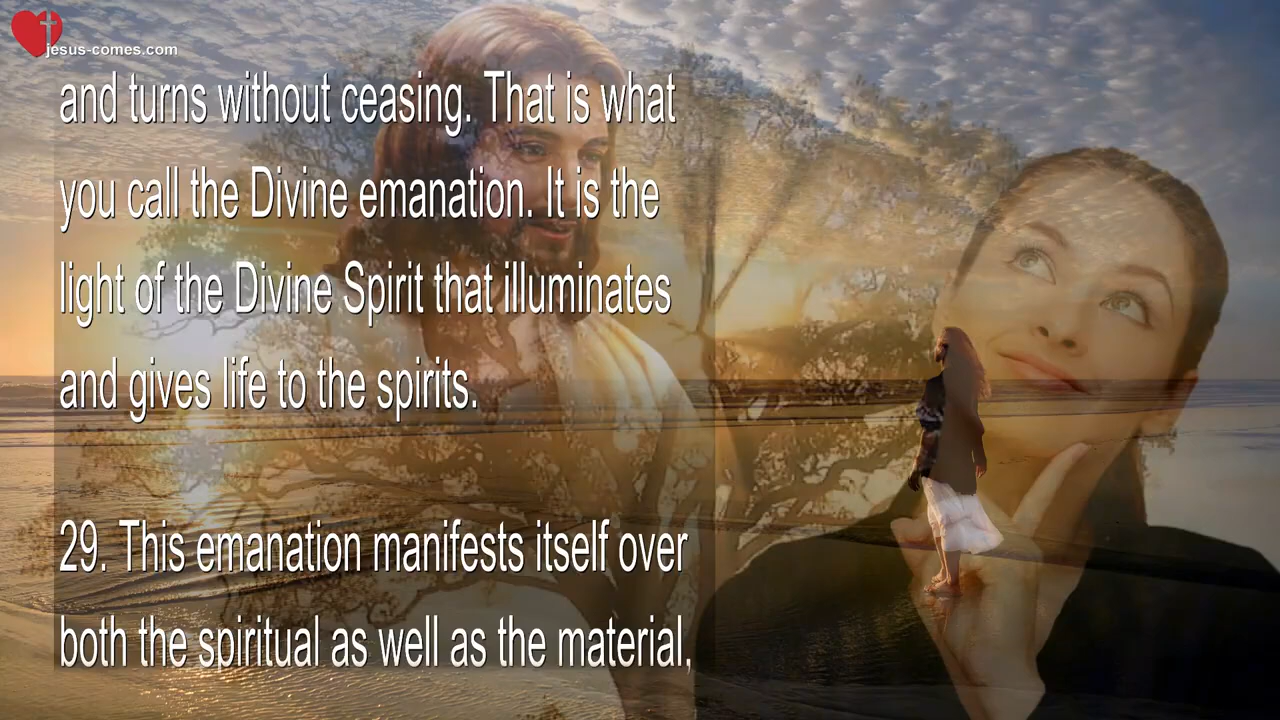 jesus-comes.com
and turns without ceasing. That is what
you call the Divine emanation. It is the
light of the Divine Spirit that illuminates
and gives life to the spirits.
29. This emanation manifests itself over
both the spiritual as well as the material,